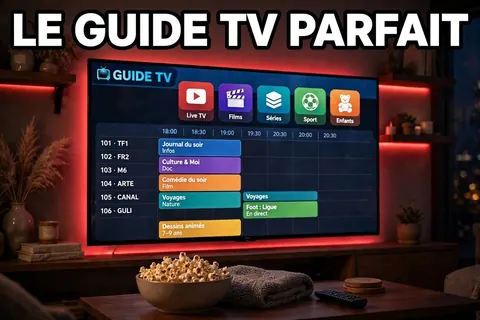 LE GUIDE TV PARFAIT
GUIDE TV
Live TV
Films
Séries
Sport
Enfants
18:00 18:30 19:00 19:30 20:30 20:30
101 · TF1
Journal du soir
Infos
102 · FR2
Culture & Moi
Doc
103 · M6
104 · ARTE
Comédie du soir
Film
105 · CANAL
Voyages
Nature
Voyages
106 · GULI
Foot : Ligue
En direct
Dessins animés
7–9 ans